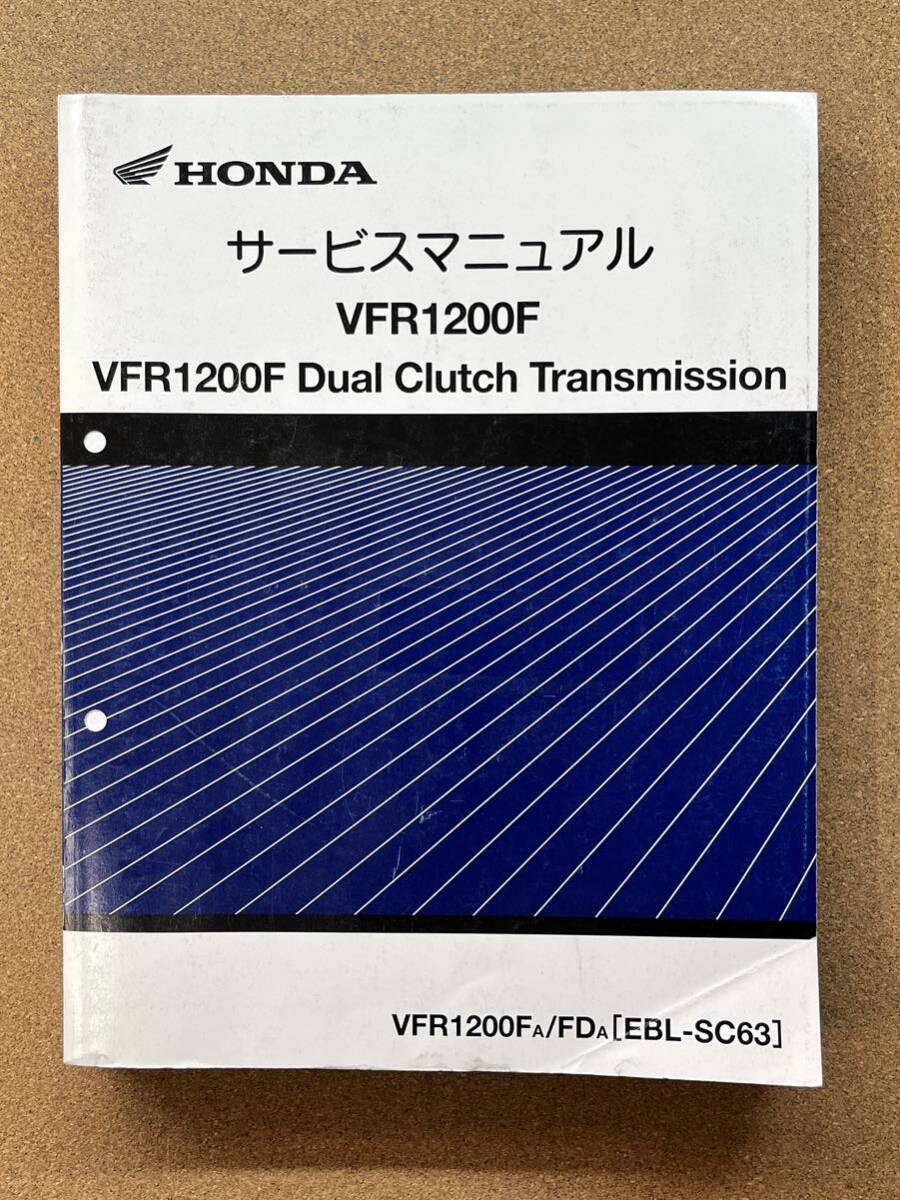 HONDA
サービスマニュアル
VFR1200F
VFR1200F Dual Clutch Transmission
VFR1200FA/FDA[EBL-SC63]